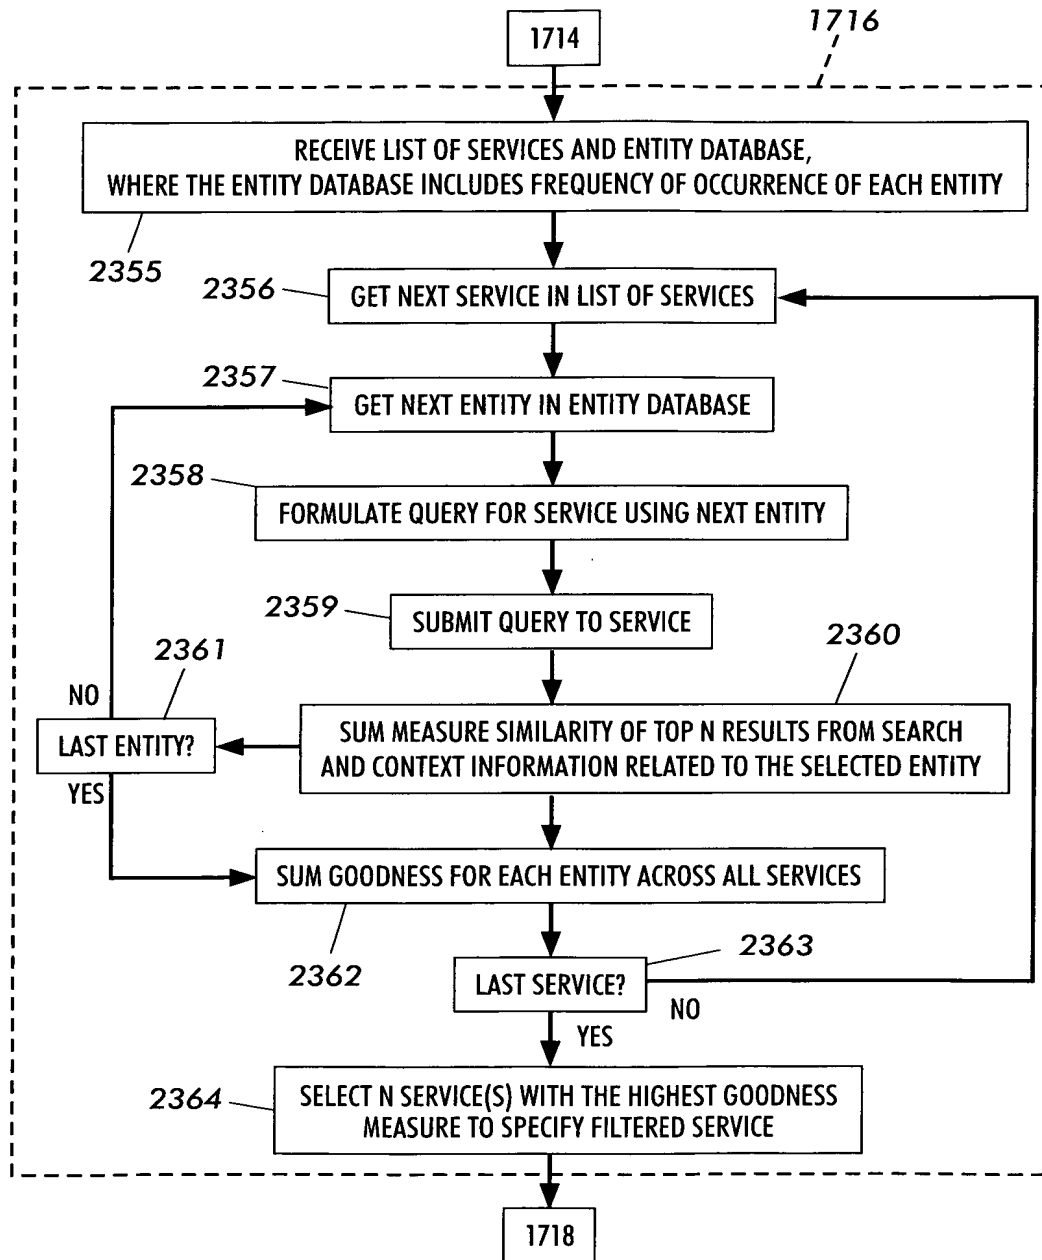 1714
1716
RECEIVE LIST OF SERVICES AND ENTITY DATABASE,
WHERE THE ENTITY DATABASE INCLUDES FREQUENCY OF OCCURRENCE OF EACH ENTITY
2355
2356
GET NEXT SERVICE IN LIST OF SERVICES
2357
GET NEXT ENTITY IN ENTITY DATABASE
2358
FORMULATE QUERY FOR SERVICE USING NEXT ENTITY
2359
SUBMIT QUERY TO SERVICE
2360
2361
NO
LAST ENTITY?
YES
SUM MEASURE SIMILARITY OF TOP N RESULTS FROM SEARCH
AND CONTEXT INFORMATION RELATED TO THE SELECTED ENTITY
SUM GOODNESS FOR EACH ENTITY ACROSS ALL SERVICES
2362
2363
LAST SERVICE?
NO
YES
2364
SELECT N SERVICE(S) WITH THE HIGHEST GOODNESS
MEASURE TO SPECIFY FILTERED SERVICE
1718